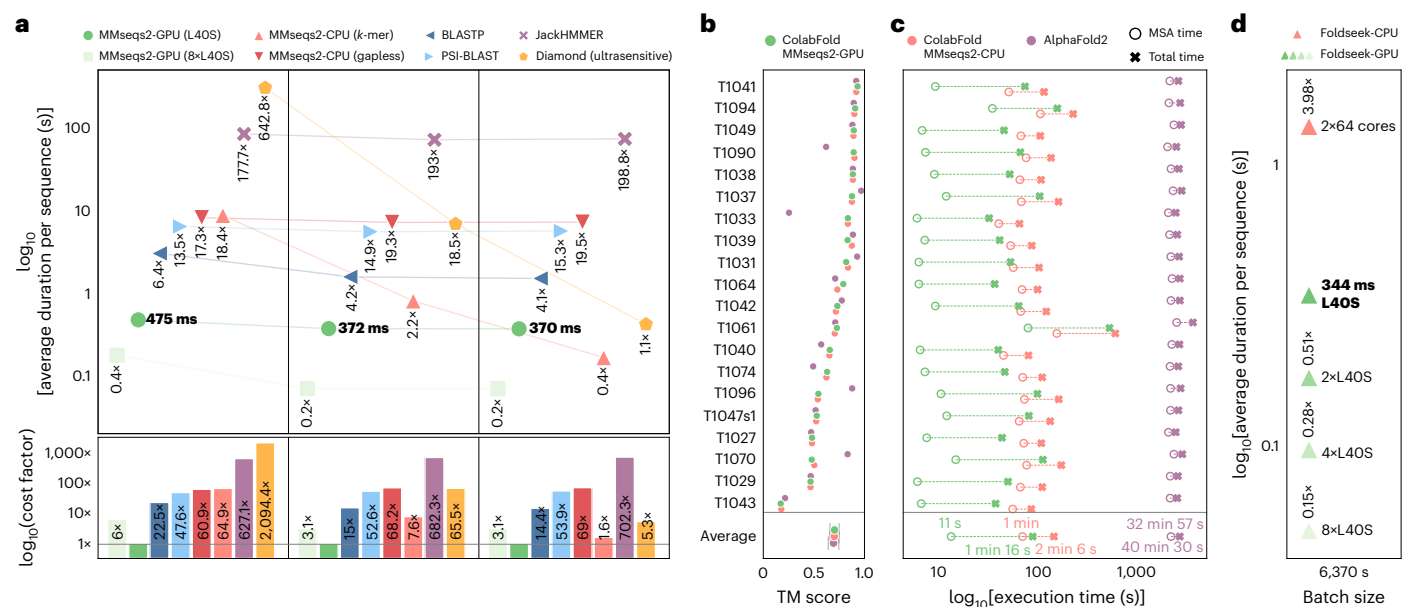 a
MMseqs2-GPU (L40S)
MMseqs2-CPU (k-mer)
BLASTP
JackHMMER
MMseqs2-GPU (8×L40S)
MMseqs2-CPU (gapless)
PSI-BLAST
Diamond (ultrasensitive)
log10
[average duration per sequence (s)]
100
10
1
0.1
0.4×
475 ms
6.4×
13.5×
17.3×
18.4×
177.7×
642.8×
0.2×
372 ms
4.2×
14.9×
19.3×
2.2×
193×
18.5×
0.2×
370 ms
4.1×
15.3×
19.5×
0.4×
198.8×
1.1×
log10(cost factor)
1,000×
100×
10×
1×
6×
22.5×
47.6×
60.9×
64.9×
627.1×
2,094.4×
3.1×
15×
52.6×
68.2×
7.6×
682.3×
65.5×
3.1×
14.4×
53.9×
69×
1.6×
702.3×
5.3×
b
ColabFold
MMseqs2-GPU
T1041
T1094
T1049
T1090
T1038
T1037
T1033
T1039
T1031
T1064
T1042
T1061
T1040
T1074
T1096
T1047s1
T1027
T1070
T1029
T1043
Average
0
0.5
1.0
TM score
c
ColabFold
MMseqs2-CPU
AlphaFold2
MSA time
Total time
11 s
1 min
32 min 57 s
1 min 16 s
2 min 6 s
40 min 30 s
10
100
1,000
log10[execution time (s)]
d
Foldseek-CPU
Foldseek-GPU
log10[average duration per sequence (s)]
1
0.1
3.98×
2×64 cores
344 ms
L40S
0.51×
2×L40S
0.28×
4×L40S
0.15×
8×L40S
6,370 s
Batch size